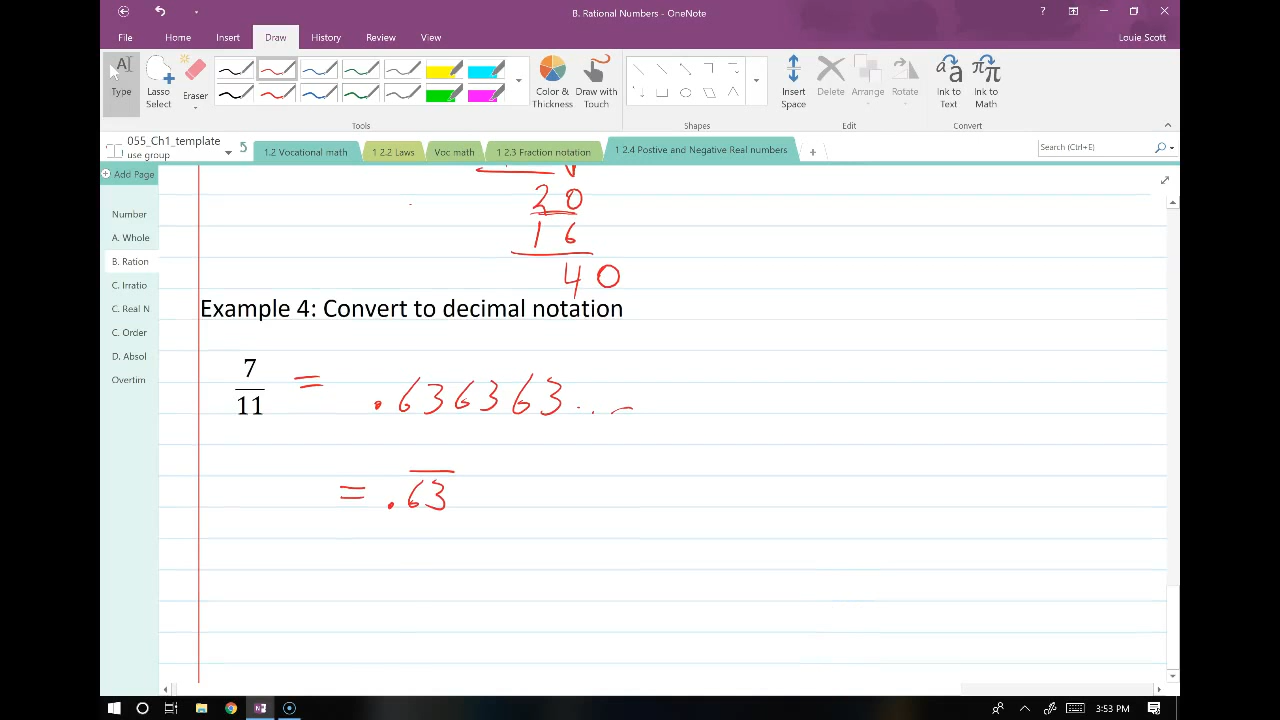 B. Rational Numbers - OneNote
?
File Home Insert Draw History Review View
Louie Scott
Type
Lasso Select
Eraser
Color & Thickness
Draw with Touch
Insert Space
Delete
Arrange
Rotate
Ink to Text
Ink to Math
Tools Shapes Edit Convert
055_Ch1_template
use group
1.2 Vocational math
1 2.2 Laws
Voc math
1 2.3 Fraction notation
1 2.4 Postive and Negative Real numbers
Search (Ctrl+E)
Add Page
Number
A. Whole
B. Ration
C. Irratio
C. Real N
C. Order
D. Absol
Overtim
20
16
40
Example 4: Convert to decimal notation
7/11 = .636363...
= .6̅3̅
3:53 PM